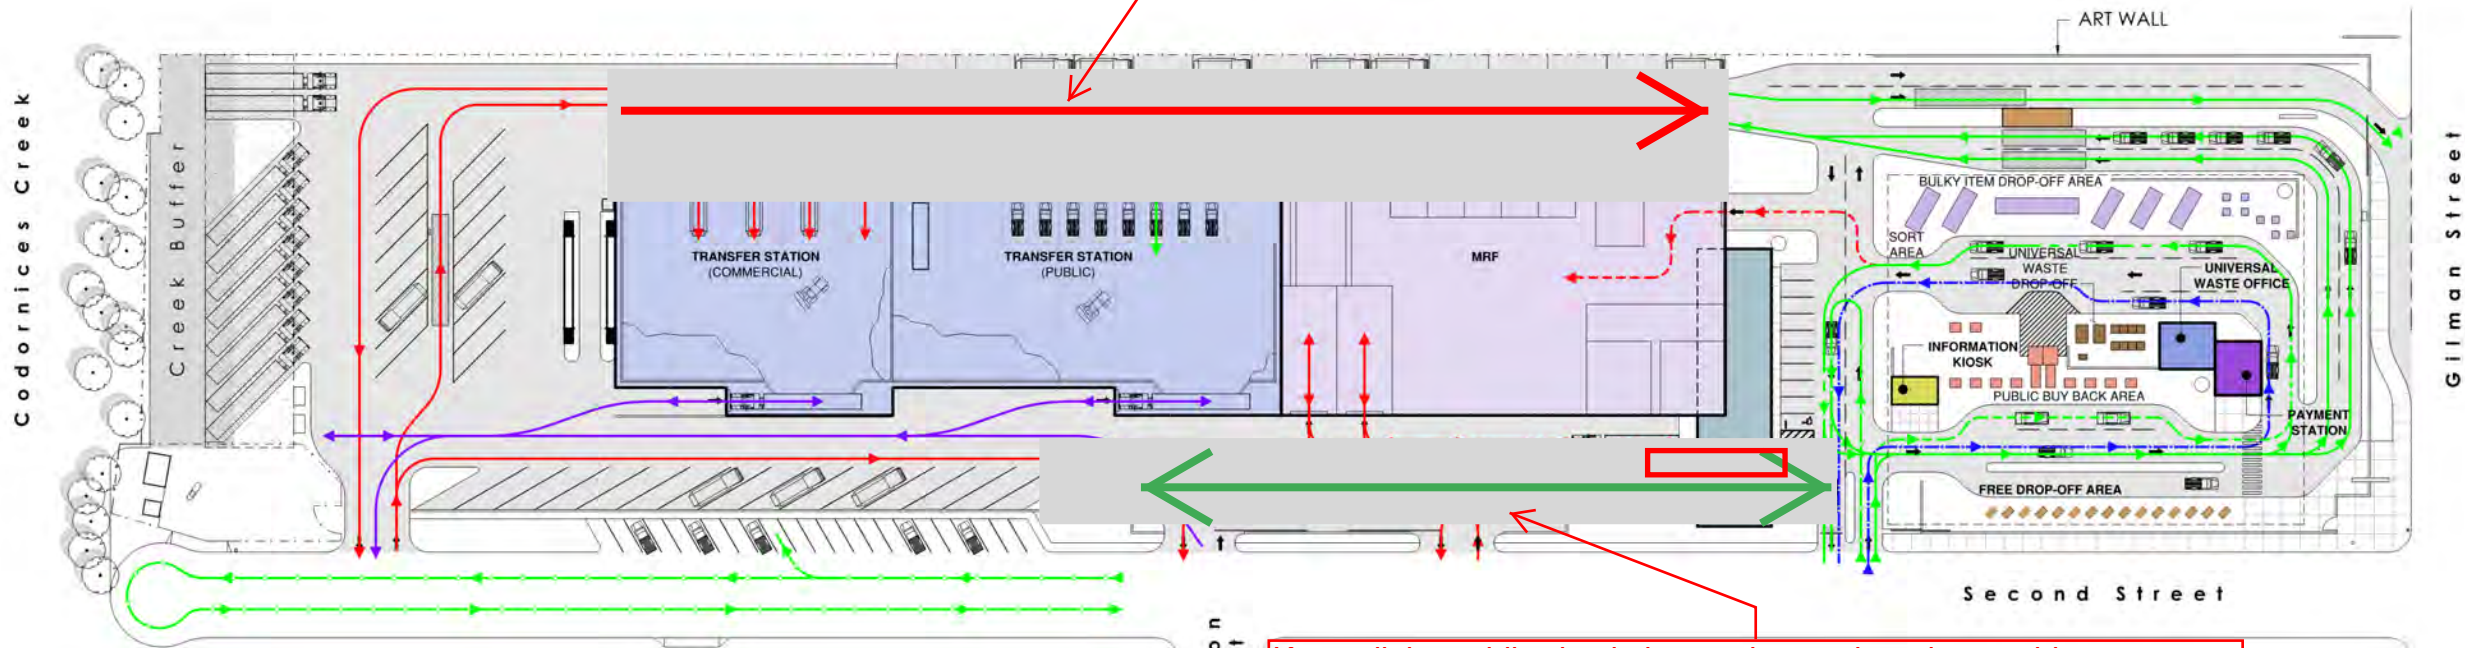 ART WALL
Codornices Creek
Creek Buffer
Gilman Street
BULKY ITEM DROP-OFF AREA
SORT
AREA
UNIVERSAL
WASTE
DROP-OFF
UNIVERSAL
WASTE OFFICE
TRANSFER STATION
(COMMERCIAL)
TRANSFER STATION
(PUBLIC)
MRF
INFORMATION
KIOSK
PUBLIC BUY BACK AREA
PAYMENT
STATION
FREE DROP-OFF AREA
Second Street